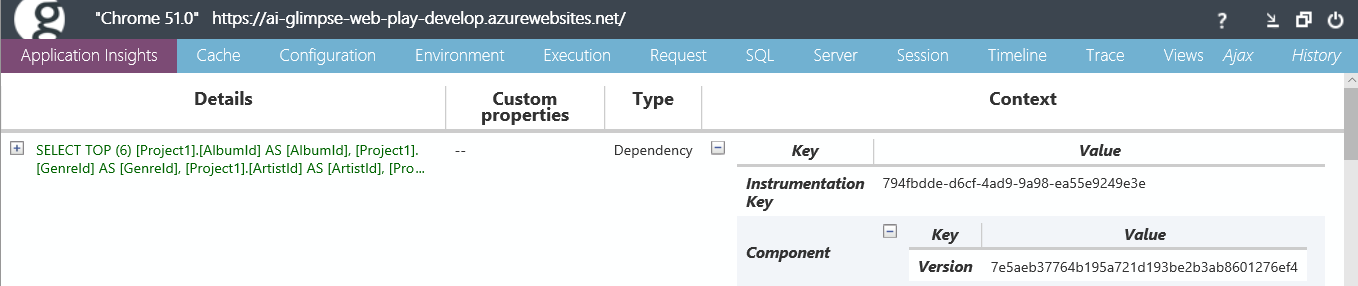 "Chrome 51.0" https://ai-glimpse-web-play-develop.azurewebsites.net/ ?
Application Insights Cache Configuration Environment Execution Request SQL Server Session Timeline Trace Views Ajax History
Details Custom properties Type Context
SELECT TOP (6) [Project1].[AlbumId] AS [AlbumId], [Project1].
[GenreId] AS [GenreId], [Project1].[ArtistId] AS [ArtistId], [Pro...
--
Dependency
Key Value
Instrumentation
Key
794fbdde-d6cf-4ad9-9a98-ea55e9249e3e
Component
Key Value
Version 7e5aeb37764b195a721d193be2b3ab8601276ef4